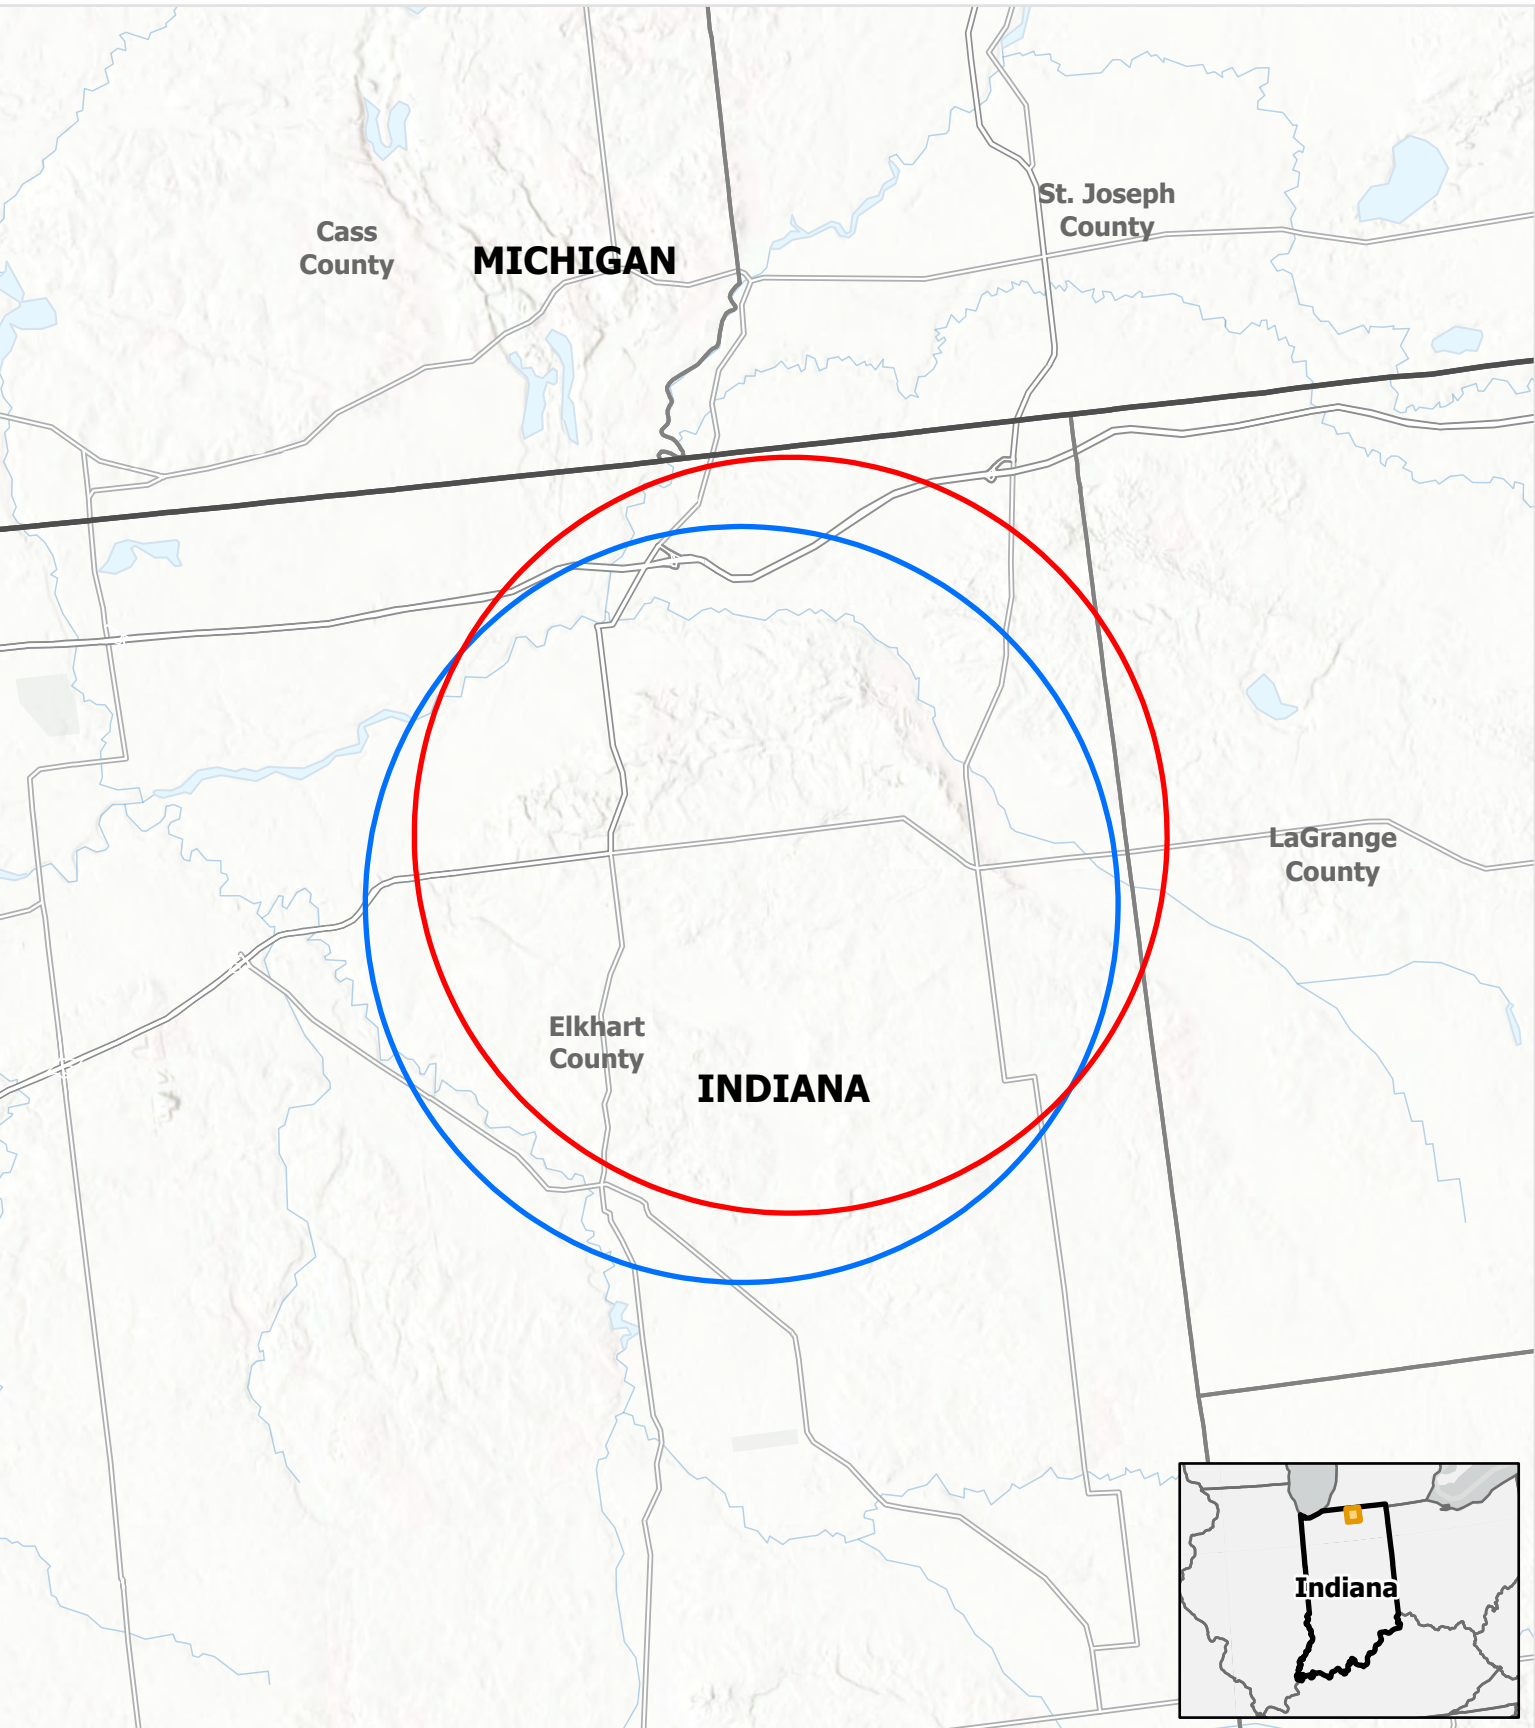 St. Joseph
County
Cass
County
MICHIGAN
LaGrange
County
Elkhart
County
INDIANA
Indiana